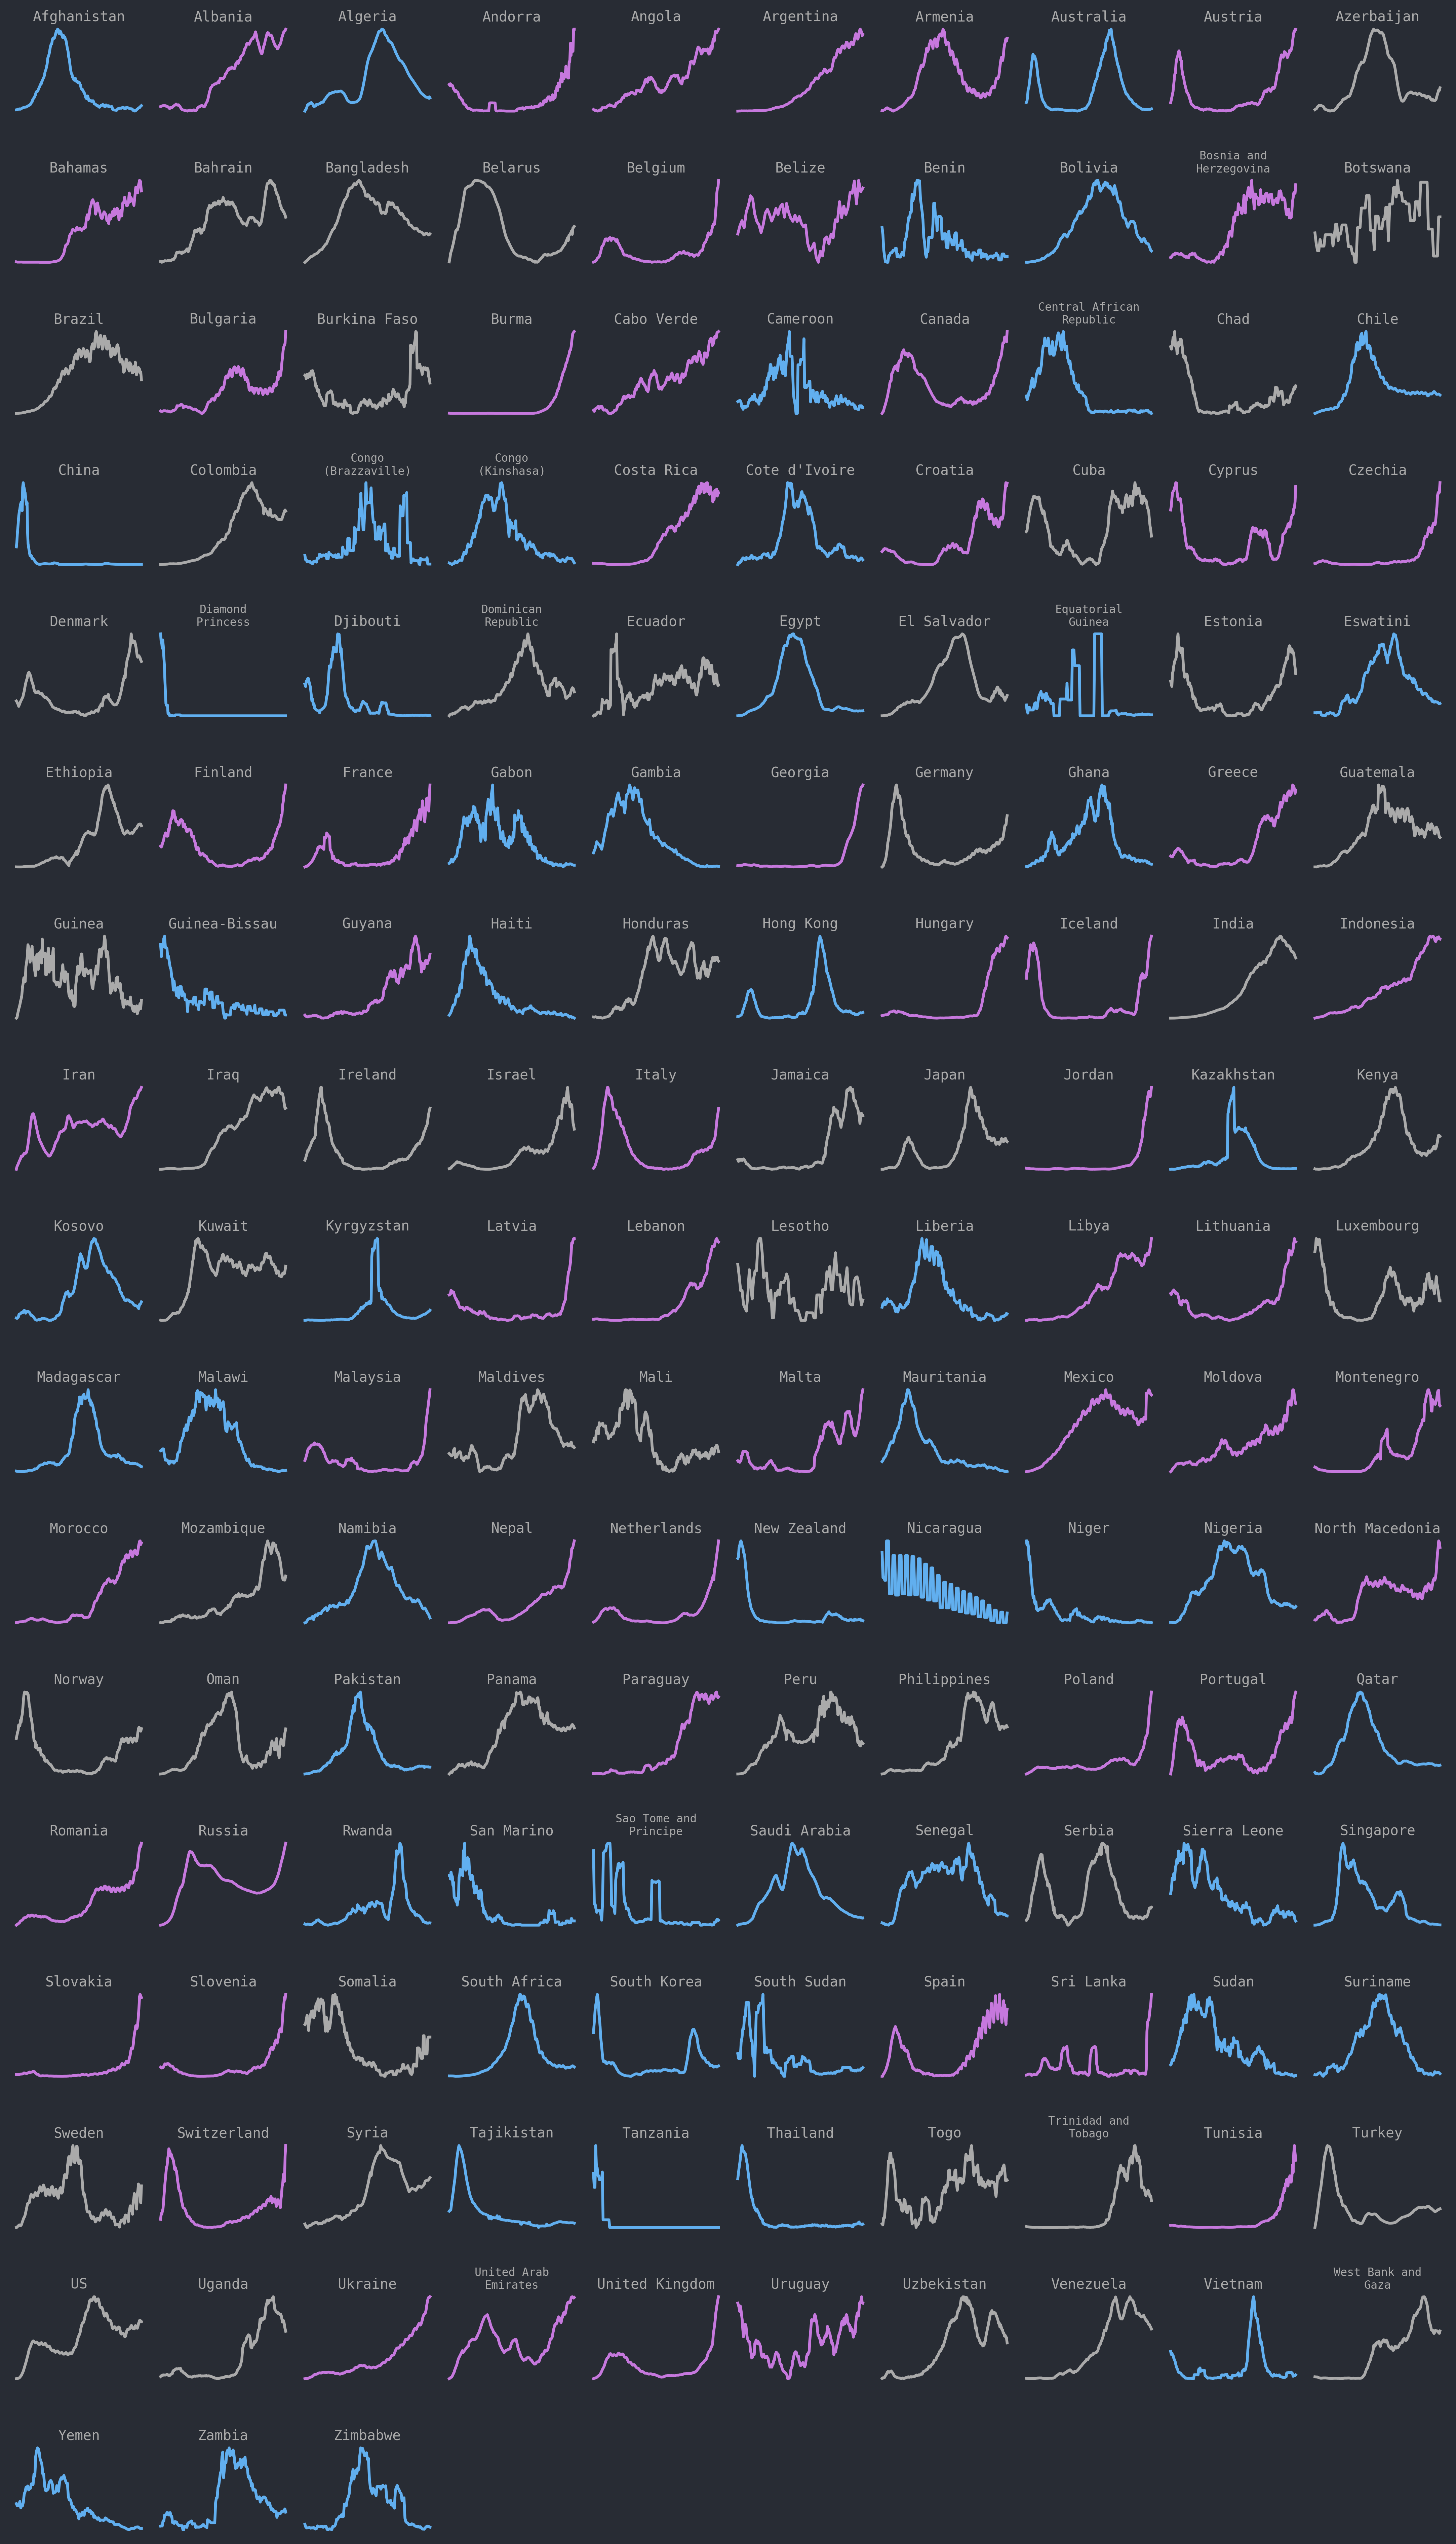 Afghanistan
Albania
Algeria
Andorra
Angola
Argentina
Armenia
Australia
Austria
Azerbaijan
Bahamas
Bahrain
Bangladesh
Belarus
Belgium
Belize
Benin
Bolivia
Bosnia and
Herzegovina
Botswana
Brazil
Bulgaria
Burkina Faso
Burma
Cabo Verde
Cameroon
Canada
Central African
Republic
Chad
Chile
China
Colombia
Congo
(Brazzaville)
Congo
(Kinshasa)
Costa Rica
Cote d'Ivoire
Croatia
Cuba
Cyprus
Czechia
Denmark
Diamond
Princess
Djibouti
Dominican
Republic
Ecuador
Egypt
El Salvador
Equatorial
Guinea
Estonia
Eswatini
Ethiopia
Finland
France
Gabon
Gambia
Georgia
Germany
Ghana
Greece
Guatemala
Guinea
Guinea-Bissau
Guyana
Haiti
Honduras
Hong Kong
Hungary
Iceland
India
Indonesia
Iran
Iraq
Ireland
Israel
Italy
Jamaica
Japan
Jordan
Kazakhstan
Kenya
Kosovo
Kuwait
Kyrgyzstan
Latvia
Lebanon
Lesotho
Liberia
Libya
Lithuania
Luxembourg
Madagascar
Malawi
Malaysia
Maldives
Mali
Malta
Mauritania
Mexico
Moldova
Montenegro
Morocco
Mozambique
Namibia
Nepal
Netherlands
New Zealand
Nicaragua
Niger
Nigeria
North Macedonia
Norway
Oman
Pakistan
Panama
Paraguay
Peru
Philippines
Poland
Portugal
Qatar
Romania
Russia
Rwanda
San Marino
Sao Tome and
Principe
Saudi Arabia
Senegal
Serbia
Sierra Leone
Singapore
Slovakia
Slovenia
Somalia
South Africa
South Korea
South Sudan
Spain
Sri Lanka
Sudan
Suriname
Sweden
Switzerland
Syria
Tajikistan
Tanzania
Thailand
Togo
Trinidad and
Tobago
Tunisia
Turkey
US
Uganda
Ukraine
United Arab
Emirates
United Kingdom
Uruguay
Uzbekistan
Venezuela
Vietnam
West Bank and
Gaza
Yemen
Zambia
Zimbabwe